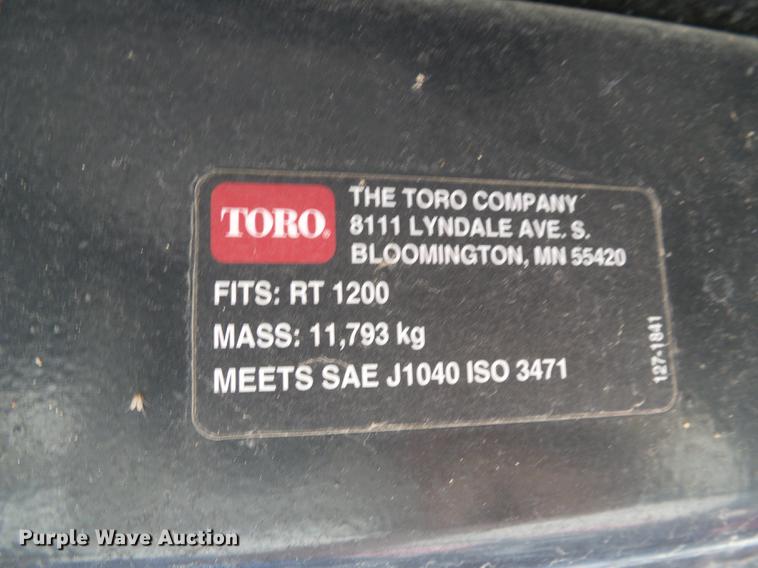 TORO®
THE TORO COMPANY
8111 LYNDALE AVE. S.
BLOOMINGTON, MN 55420
FITS: RT 1200
MASS: 11,793 kg
MEETS SAE J1040 ISO 3471
127-1841
Purple Wave Auction